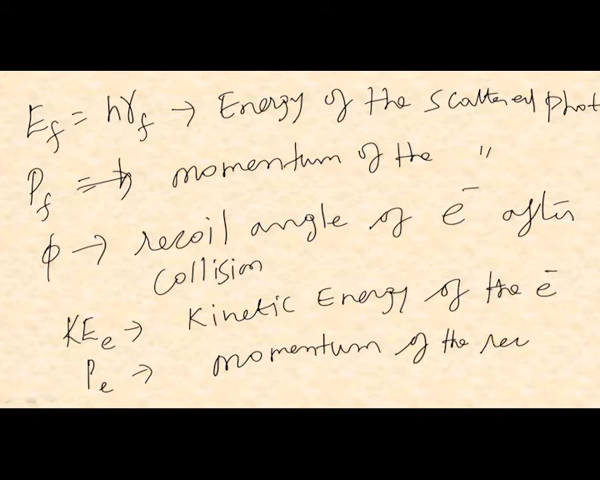 E_f = hγ_f → Energy of the scattered phot
P_f → momentum of the "
ϕ → recoil angle of e⁻ after
collision
KE_e → Kinetic Energy of the e⁻
P_e → momentum of the rec